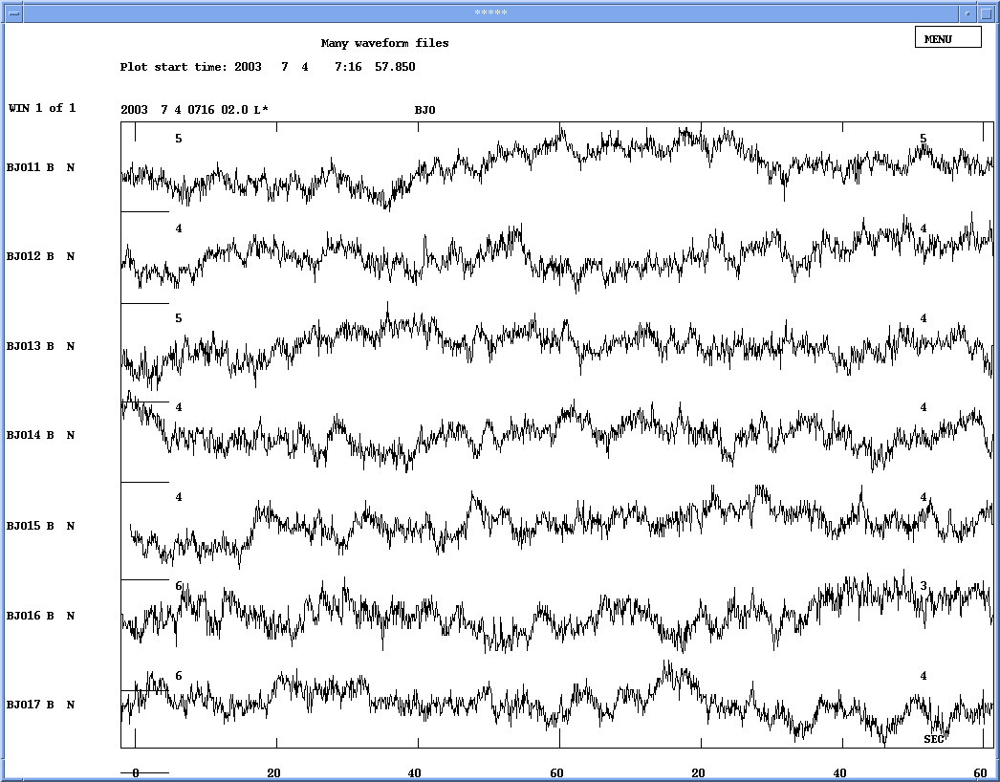 *****
MENU
Many waveform files
Plot start time: 2003 7 4 7:16 57.850
WIN 1 of 1
2003 7 4 0716 02.0 L* BJO
5 5
BJO11 B N
4 4
BJO12 B N
5 4
BJO13 B N
4 4
BJO14 B N
4 4
BJO15 B N
6 3
BJO16 B N
6 4
BJO17 B N
SEC
0 20 40 60 20 40 60